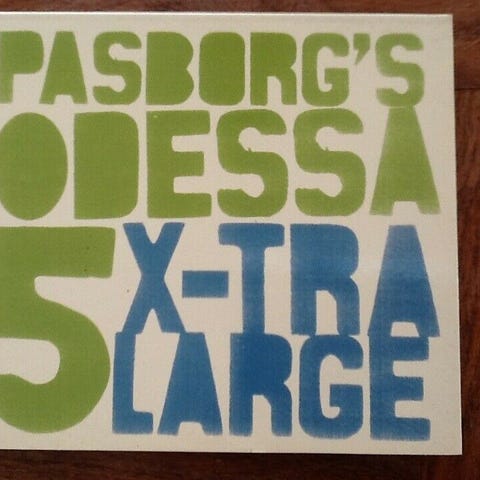 PASBORG'S
ODESSA
5 X-TRA
LARGE